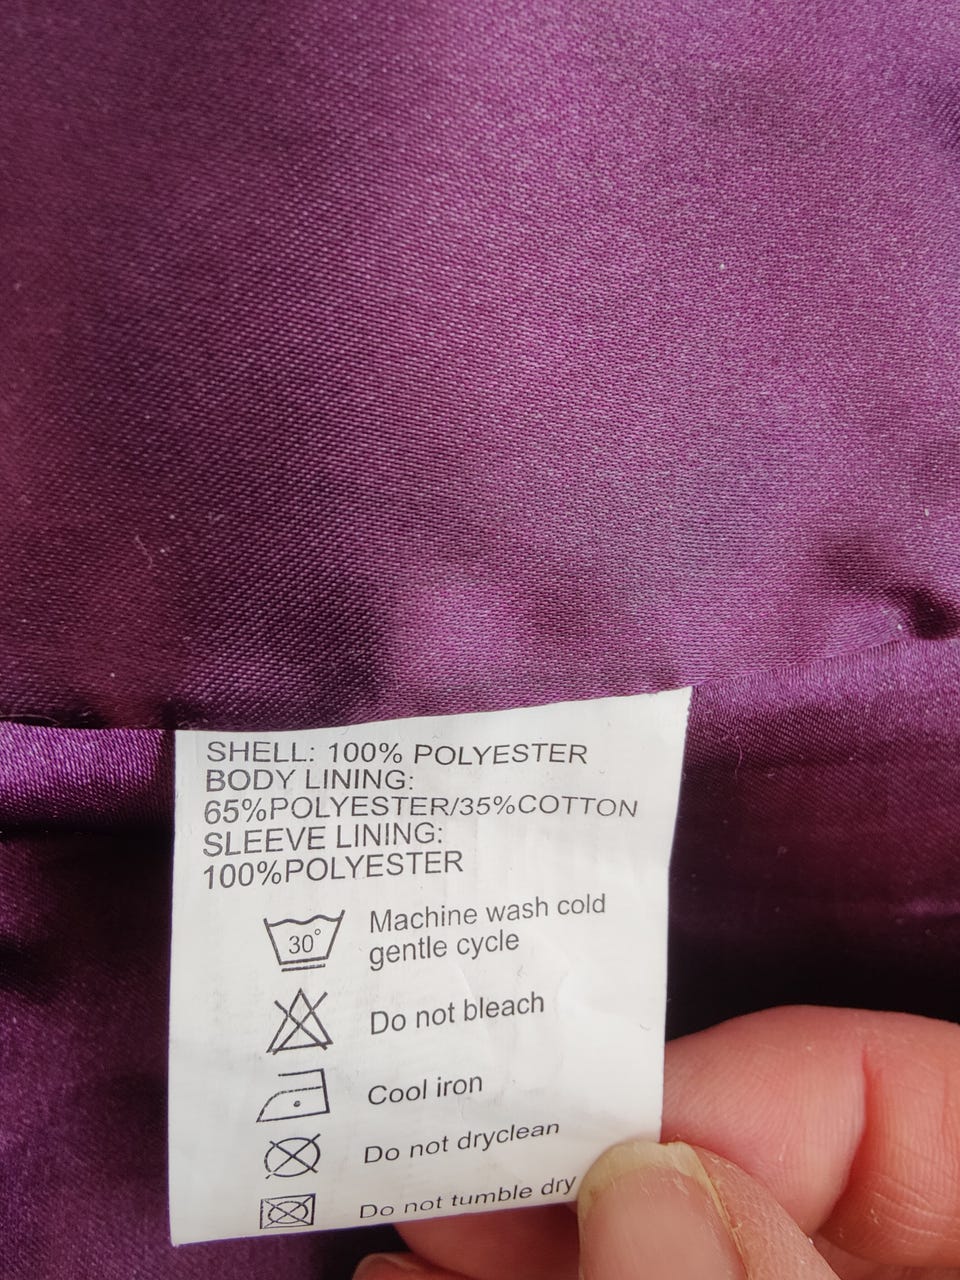 SHELL: 100% POLYESTER
BODY LINING:
65%POLYESTER/35%COTTON
SLEEVE LINING:
100%POLYESTER
30° Machine wash cold
gentle cycle
Do not bleach
Cool iron
Do not dryclean
Do not tumble dry